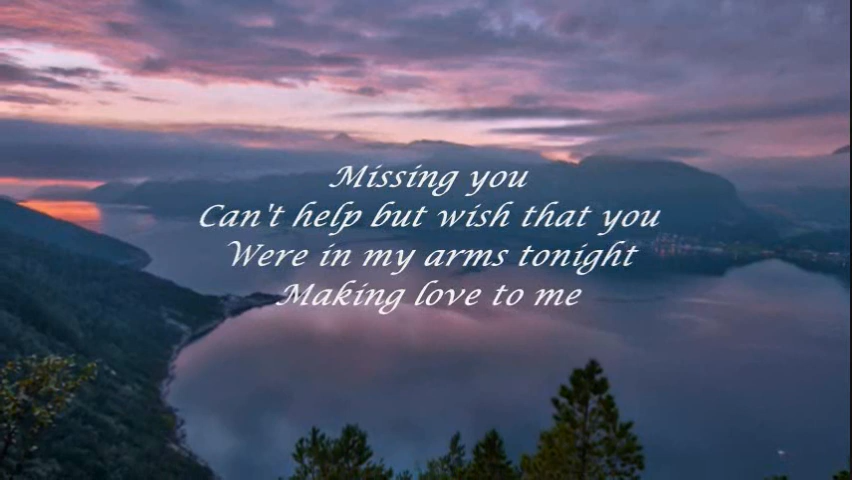 Missing you
Can't help but wish that you
Were in my arms tonight
Making love to me